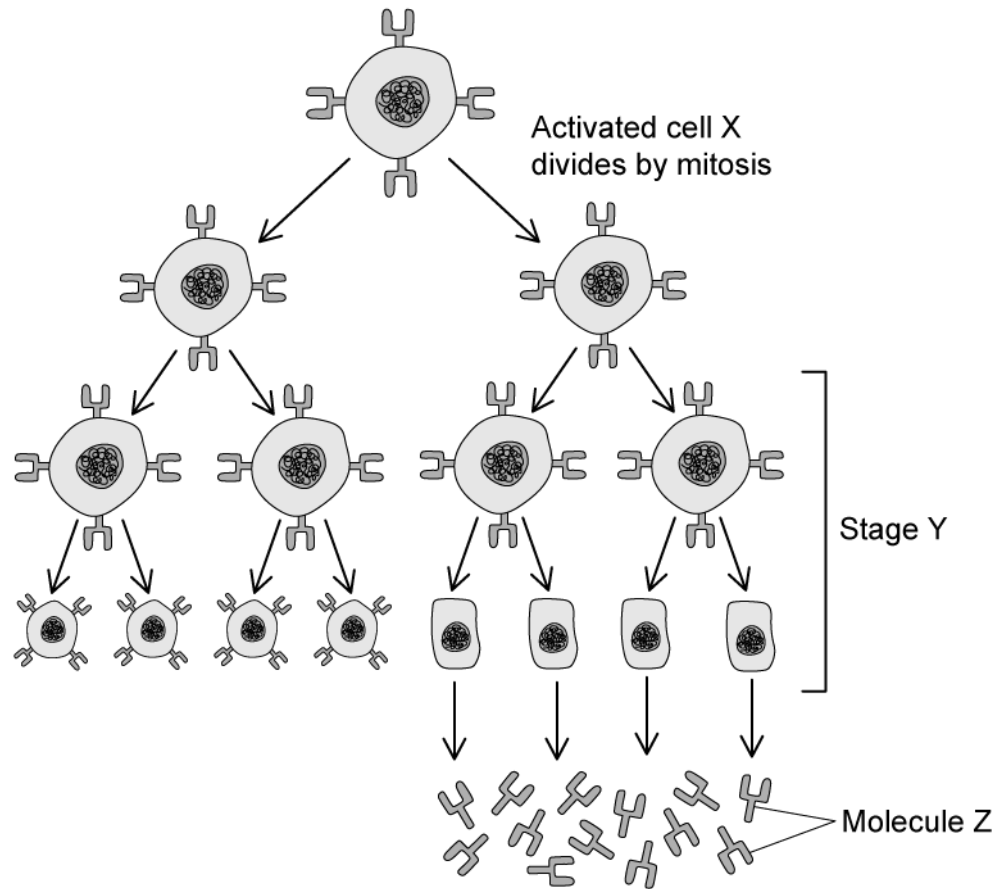 Activated cell X
divides by mitosis
Stage Y
Molecule Z